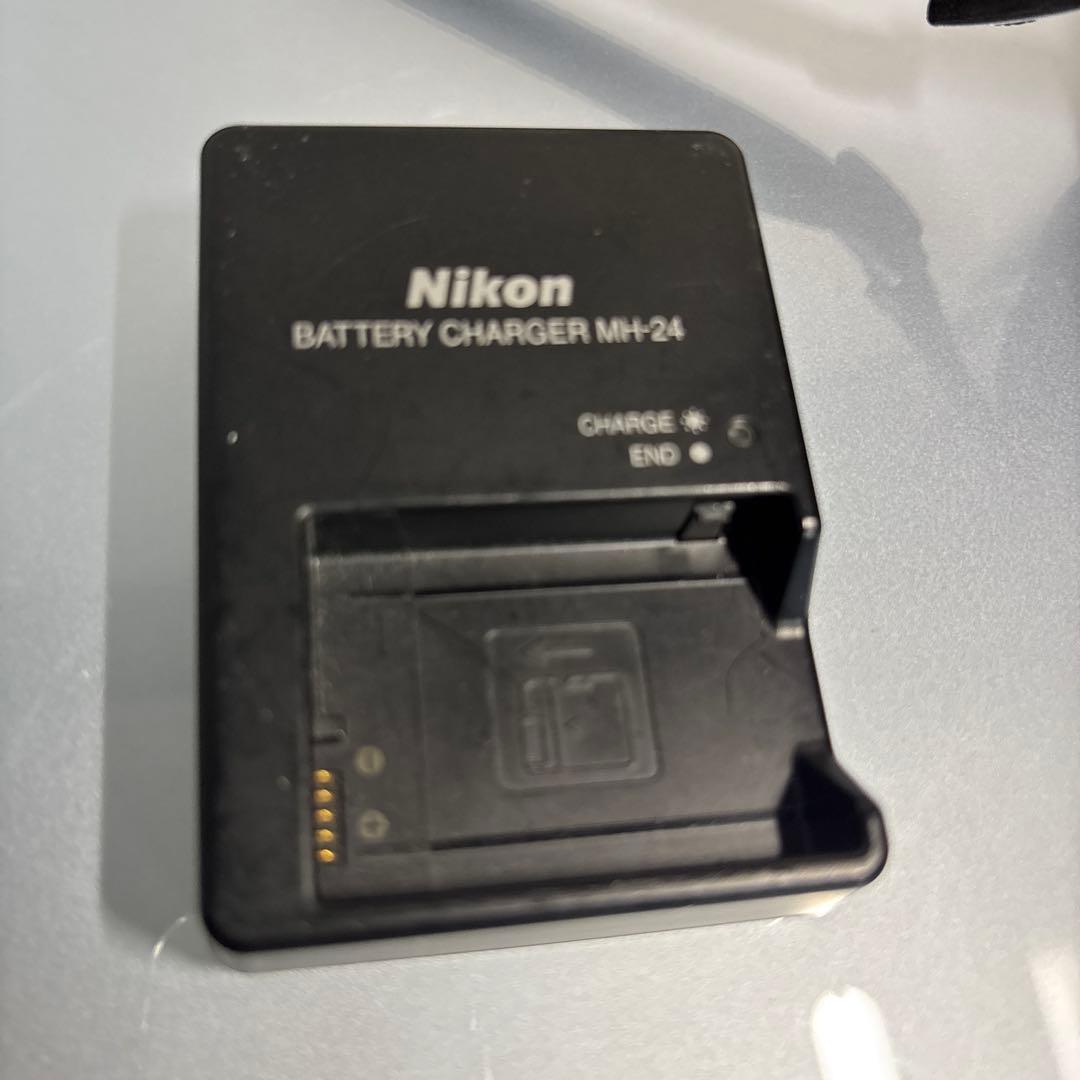 Nikon
BATTERY CHARGER MH-24
CHARGE
END